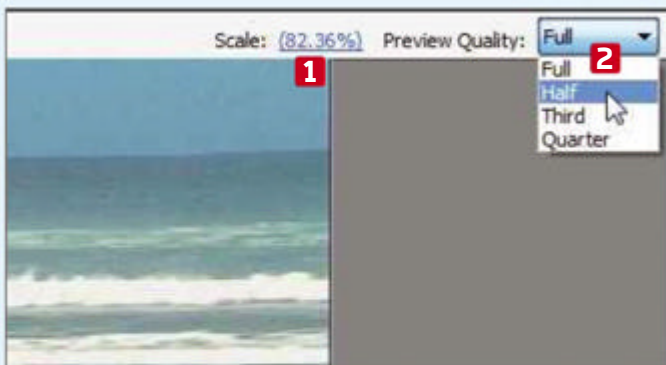 Scale: (82.36%) Preview Quality: Full
1
2
Full
Half
Third
Quarter